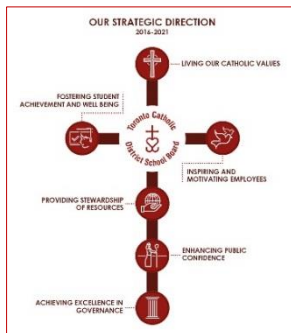 OUR STRATEGIC DIRECTION
2016-2021
LIVING OUR CATHOLIC VALUES
FOSTERING STUDENT
ACHIEVEMENT AND WELL BEING
Toronto Catholic
District School Board
INSPIRING AND
MOTIVATING EMPLOYEES
PROVIDING STEWARDSHIP
OF RESOURCES
ENHANCING PUBLIC
CONFIDENCE
ACHIEVING EXCELLENCE IN
GOVERNANCE